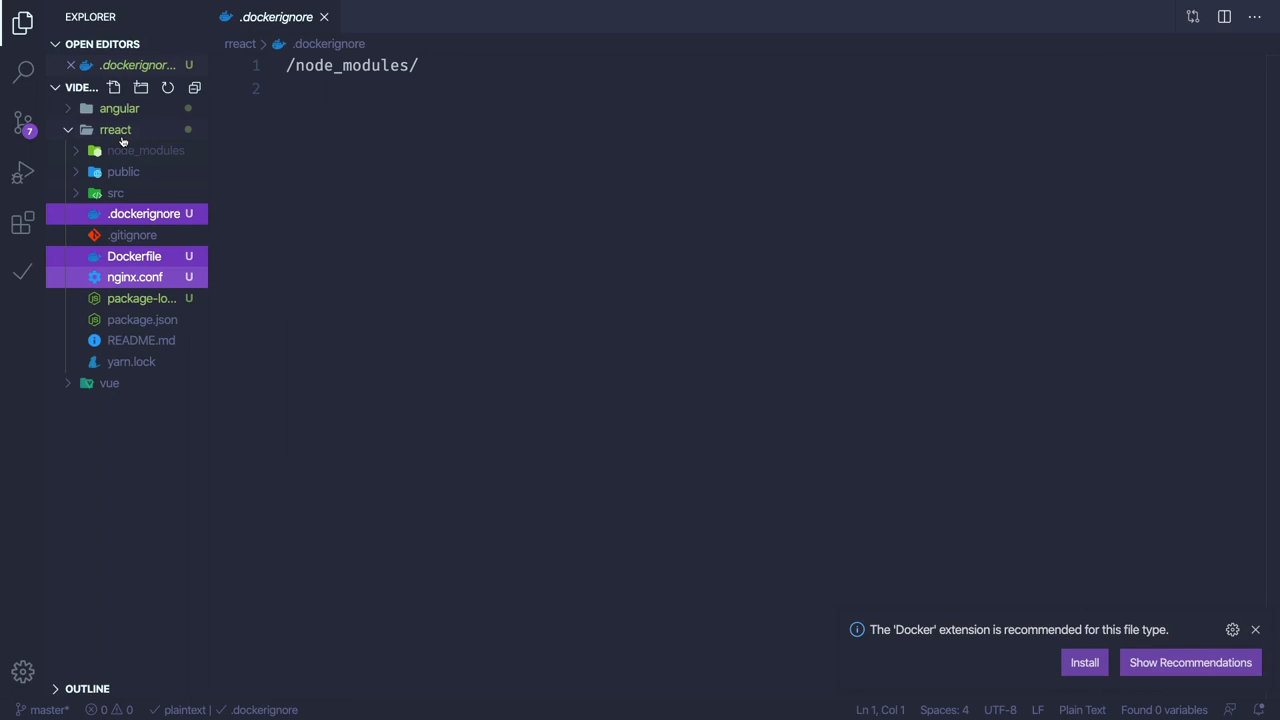 EXPLORER
OPEN EDITORS
.dockerignor... U
VIDE...
angular
rreact
node_modules
public
src
.dockerignore U
.gitignore
Dockerfile U
nginx.conf U
package-lo... U
package.json
README.md
yarn.lock
vue
OUTLINE
7
.dockerignore
rreact > .dockerignore
1 /node_modules/
2
The 'Docker' extension is recommended for this file type.
Install
Show Recommendations
master* 0 0 plaintext | .dockerignore
Ln 1, Col 1 Spaces: 4 UTF-8 LF Plain Text Found 0 variables